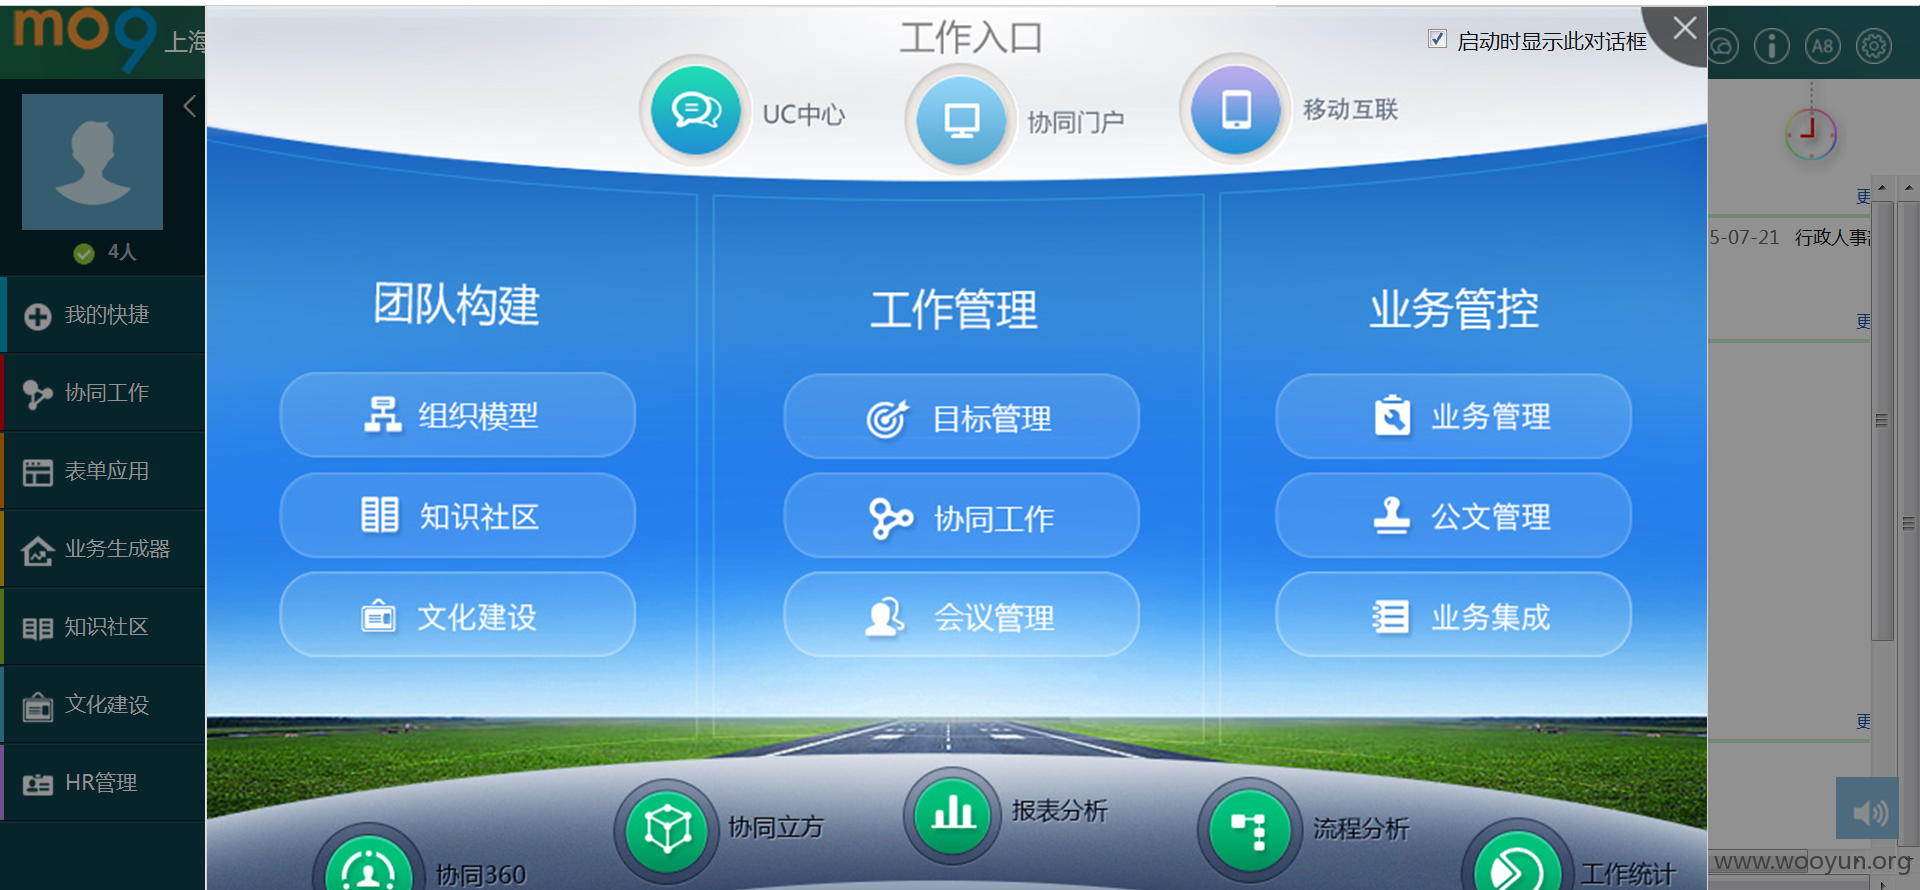 mo9 上海
工作入口
启动时显示此对话框
A8
UC中心
协同门户
移动互联
4人
我的快捷
协同工作
表单应用
业务生成器
知识社区
文化建设
HR管理
团队构建
组织模型
知识社区
文化建设
工作管理
目标管理
协同工作
会议管理
业务管控
业务管理
公文管理
业务集成
更
5-07-21 行政人事
更
更
协同360
协同立方
报表分析
流程分析
工作统计
www.wooyun.org